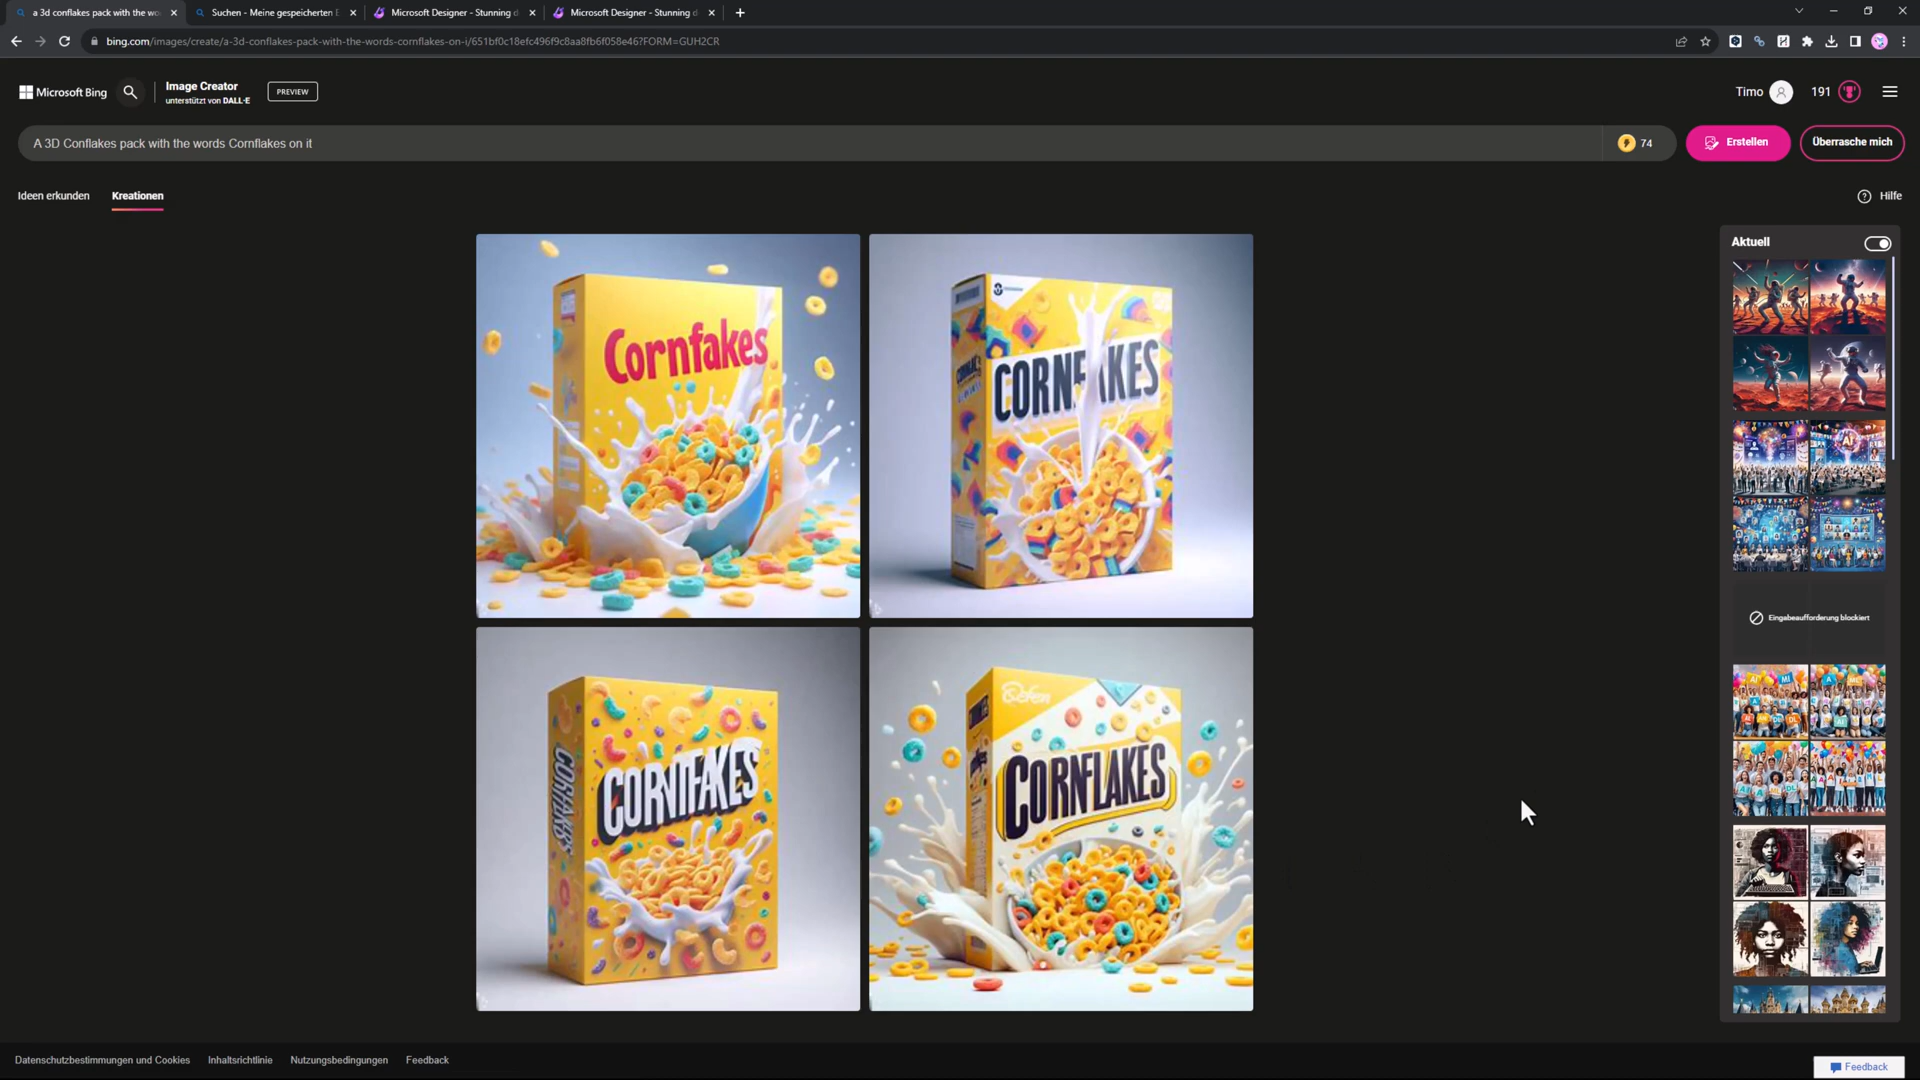 a 3d conflakes pack with the wo
Suchen - Meine gespeicherten E
Microsoft Designer - Stunning d
Microsoft Designer - Stunning d
bing.com/images/create/a-3d-conflakes-pack-with-the-words-cornflakes-on-i/651bf0c18efc496f9c8aa8fb6f058e46?FORM=GUH2CR
Microsoft Bing
Image Creator
unterstützt von DALL·E
PREVIEW
Timo
191
A 3D Conflakes pack with the words Cornflakes on it
74
Erstellen
Überrasche mich
Ideen erkunden
Kreationen
Hilfe
Aktuell
Cornfakes
CORNFAKES
Eingabeaufforderung blockiert
CORNTFAKES
CORNFLAKES
Datenschutzbestimmungen und Cookies
Inhaltsrichtlinie
Nutzungsbedingungen
Feedback
Feedback